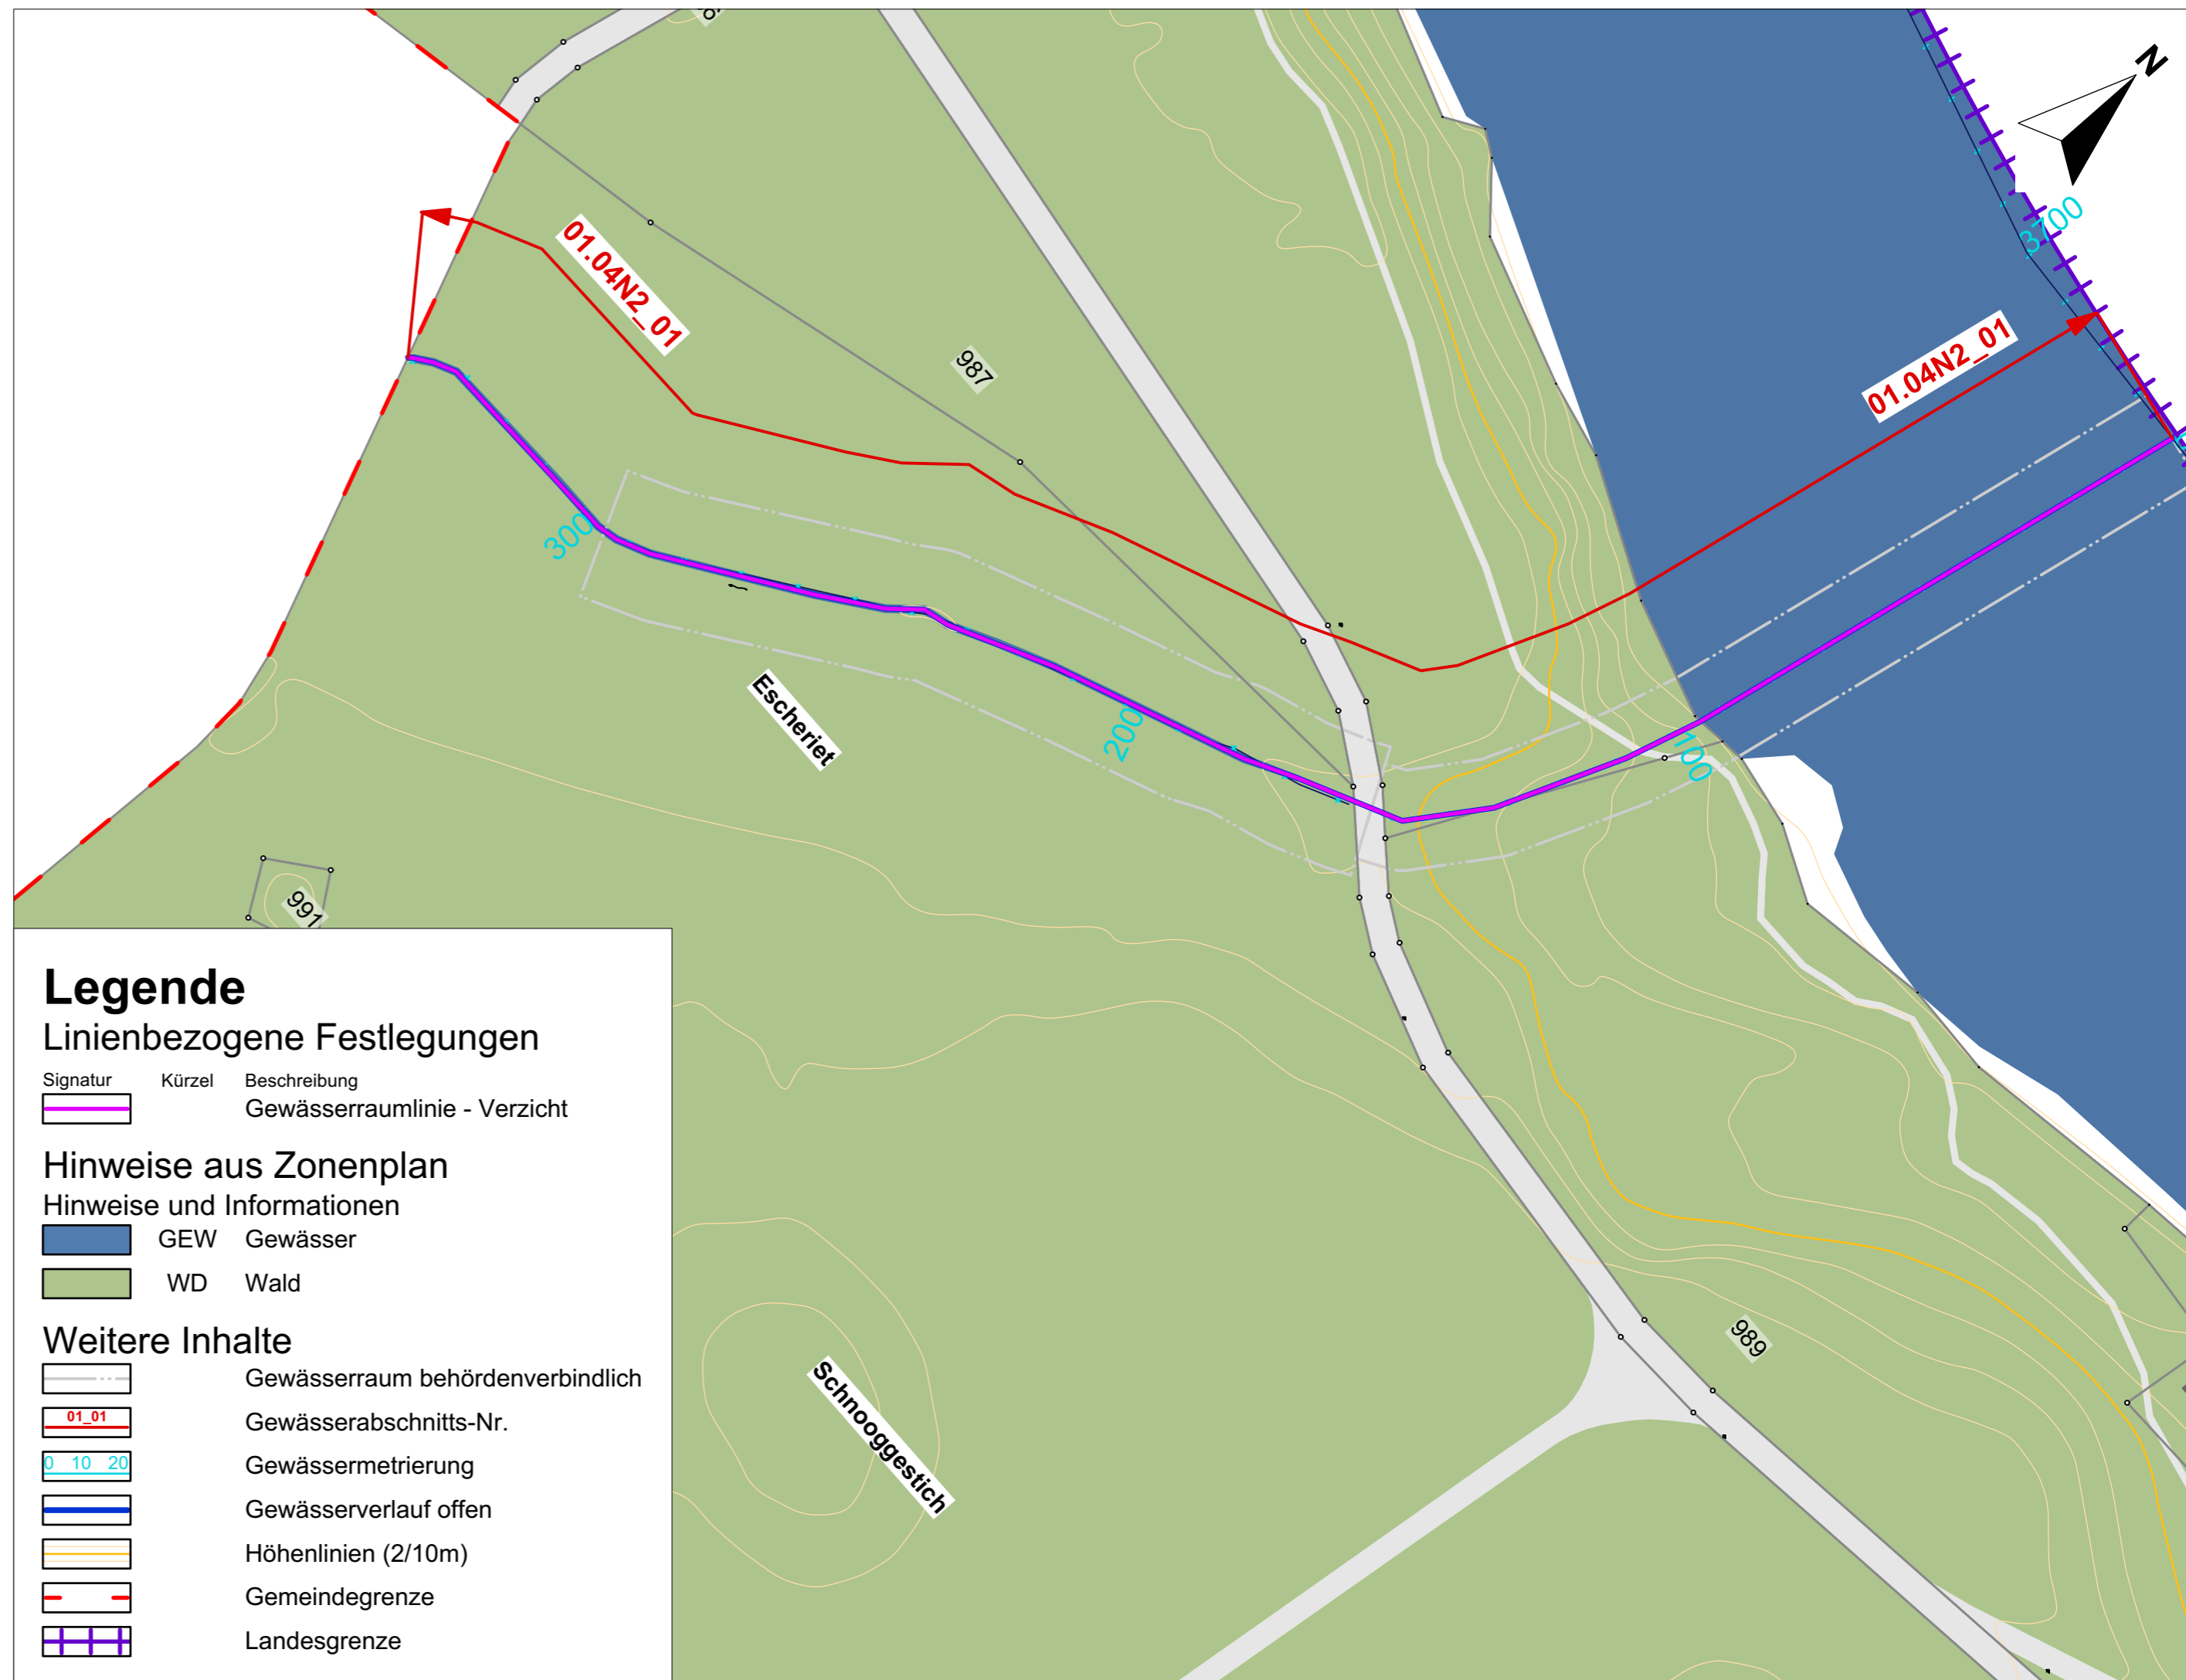 N
3700
01.04N2_01
01.04N2_01
987
300
Escheriet
200
100
991
989
Schnooggestich
Legende
Linienbezogene Festlegungen
Signatur Kürzel Beschreibung
Gewässerraumlinie - Verzicht
Hinweise aus Zonenplan
Hinweise und Informationen
GEW Gewässer
WD Wald
Weitere Inhalte
Gewässerraum behördenverbindlich
01_01 Gewässerabschnitts-Nr.
0 10 20 Gewässermetrierung
Gewässerverlauf offen
Höhenlinien (2/10m)
Gemeindegrenze
Landesgrenze